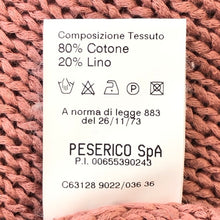 Composizione Tessuto
80% Cotone
20% Lino
A norma di legge 883
del 26/11/73
PESERICO SpA
P.I. 00655390243
C63128 9022/036 36